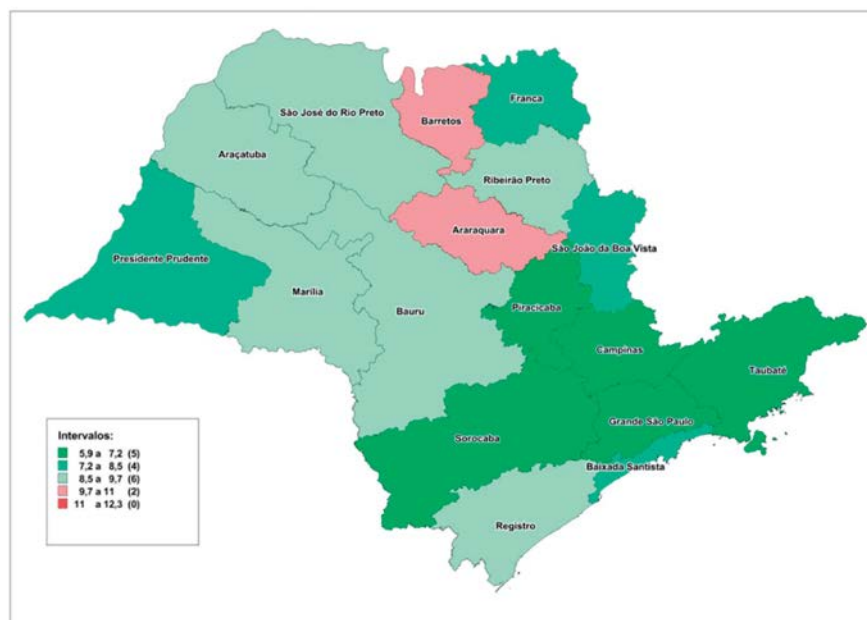 Franca
São José do Rio Preto
Barretos
Araçatuba
Ribeirão Preto
Araraquara
São João da Boa Vista
Presidente Prudente
Marília
Piracicaba
Bauru
Campinas
Taubaté
Grande São Paulo
Sorocaba
Baixada Santista
Registro
Intervalos:
5,9 a 7,2 (5)
7,2 a 8,5 (4)
8,5 a 9,7 (6)
9,7 a 11 (2)
11 a 12,3 (0)